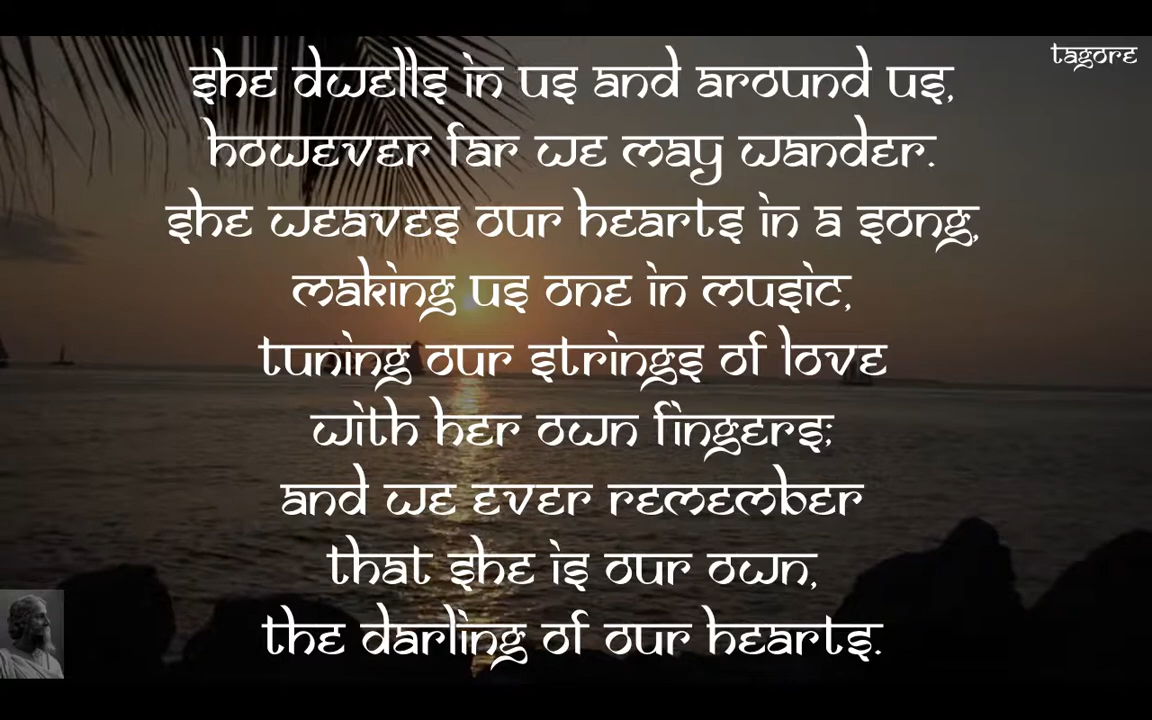 she dwells in us and around us,
tagore
however far we may wander.
she weaves our hearts in a song,
making us one in music,
tuning our strings of love
with her own fingers;
and we ever remember
that she is our own,
the darling of our hearts.